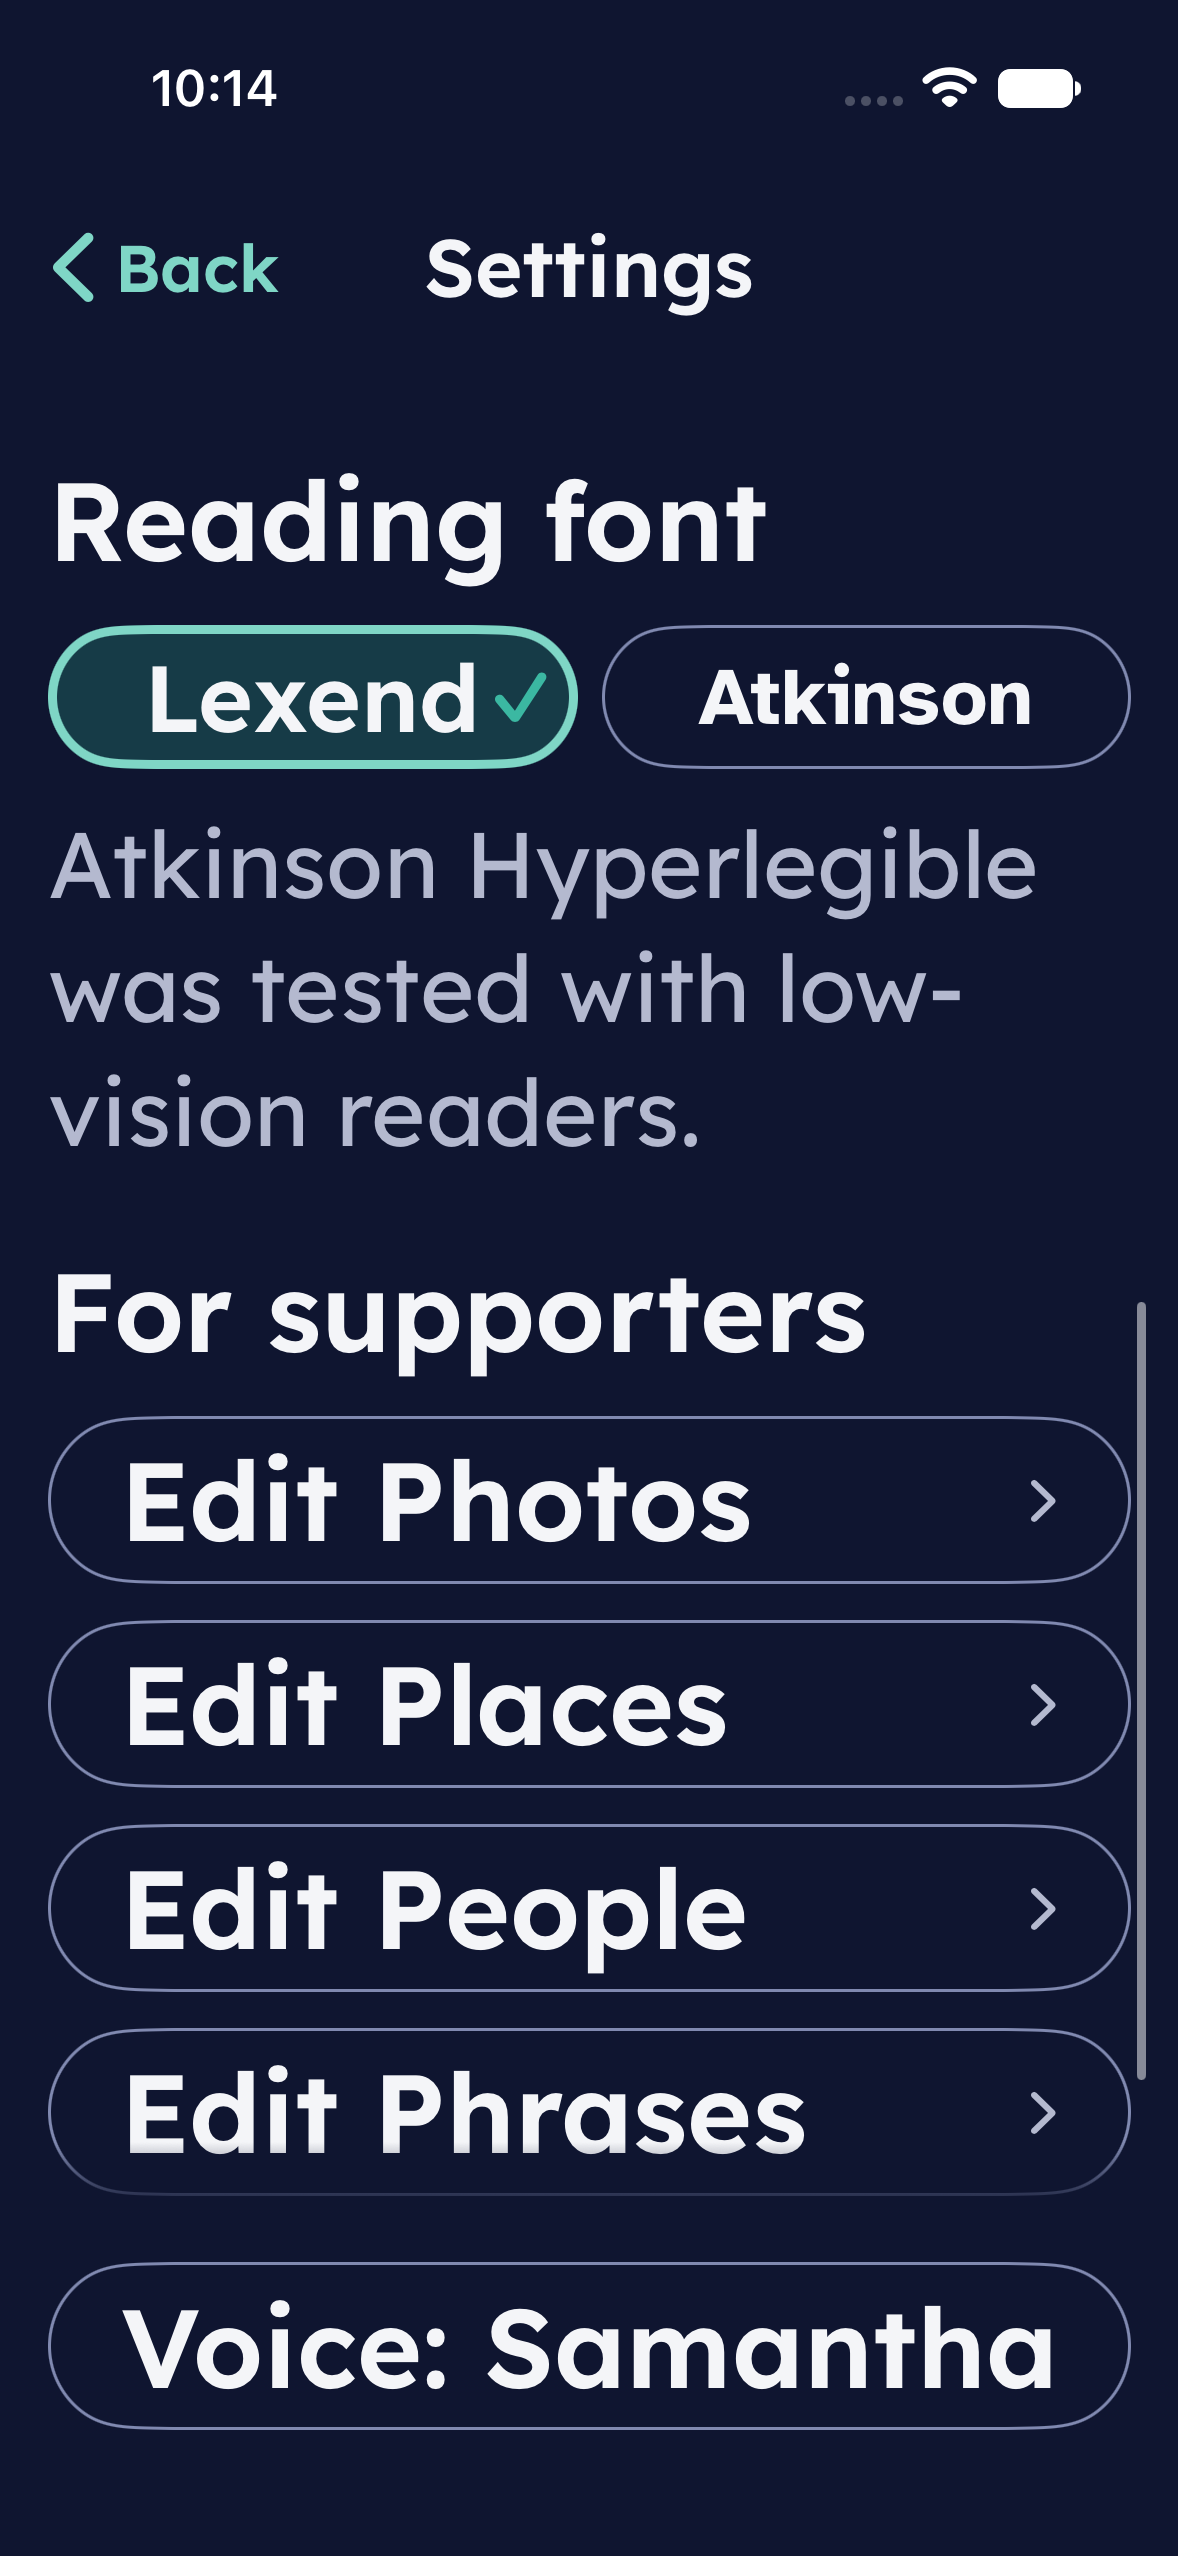 10:14
Back
Settings
Reading font
Lexend
Atkinson
Atkinson Hyperlegible
was tested with low-
vision readers.
For supporters
Edit Photos
Edit Places
Edit People
Edit Phrases
Voice: Samantha